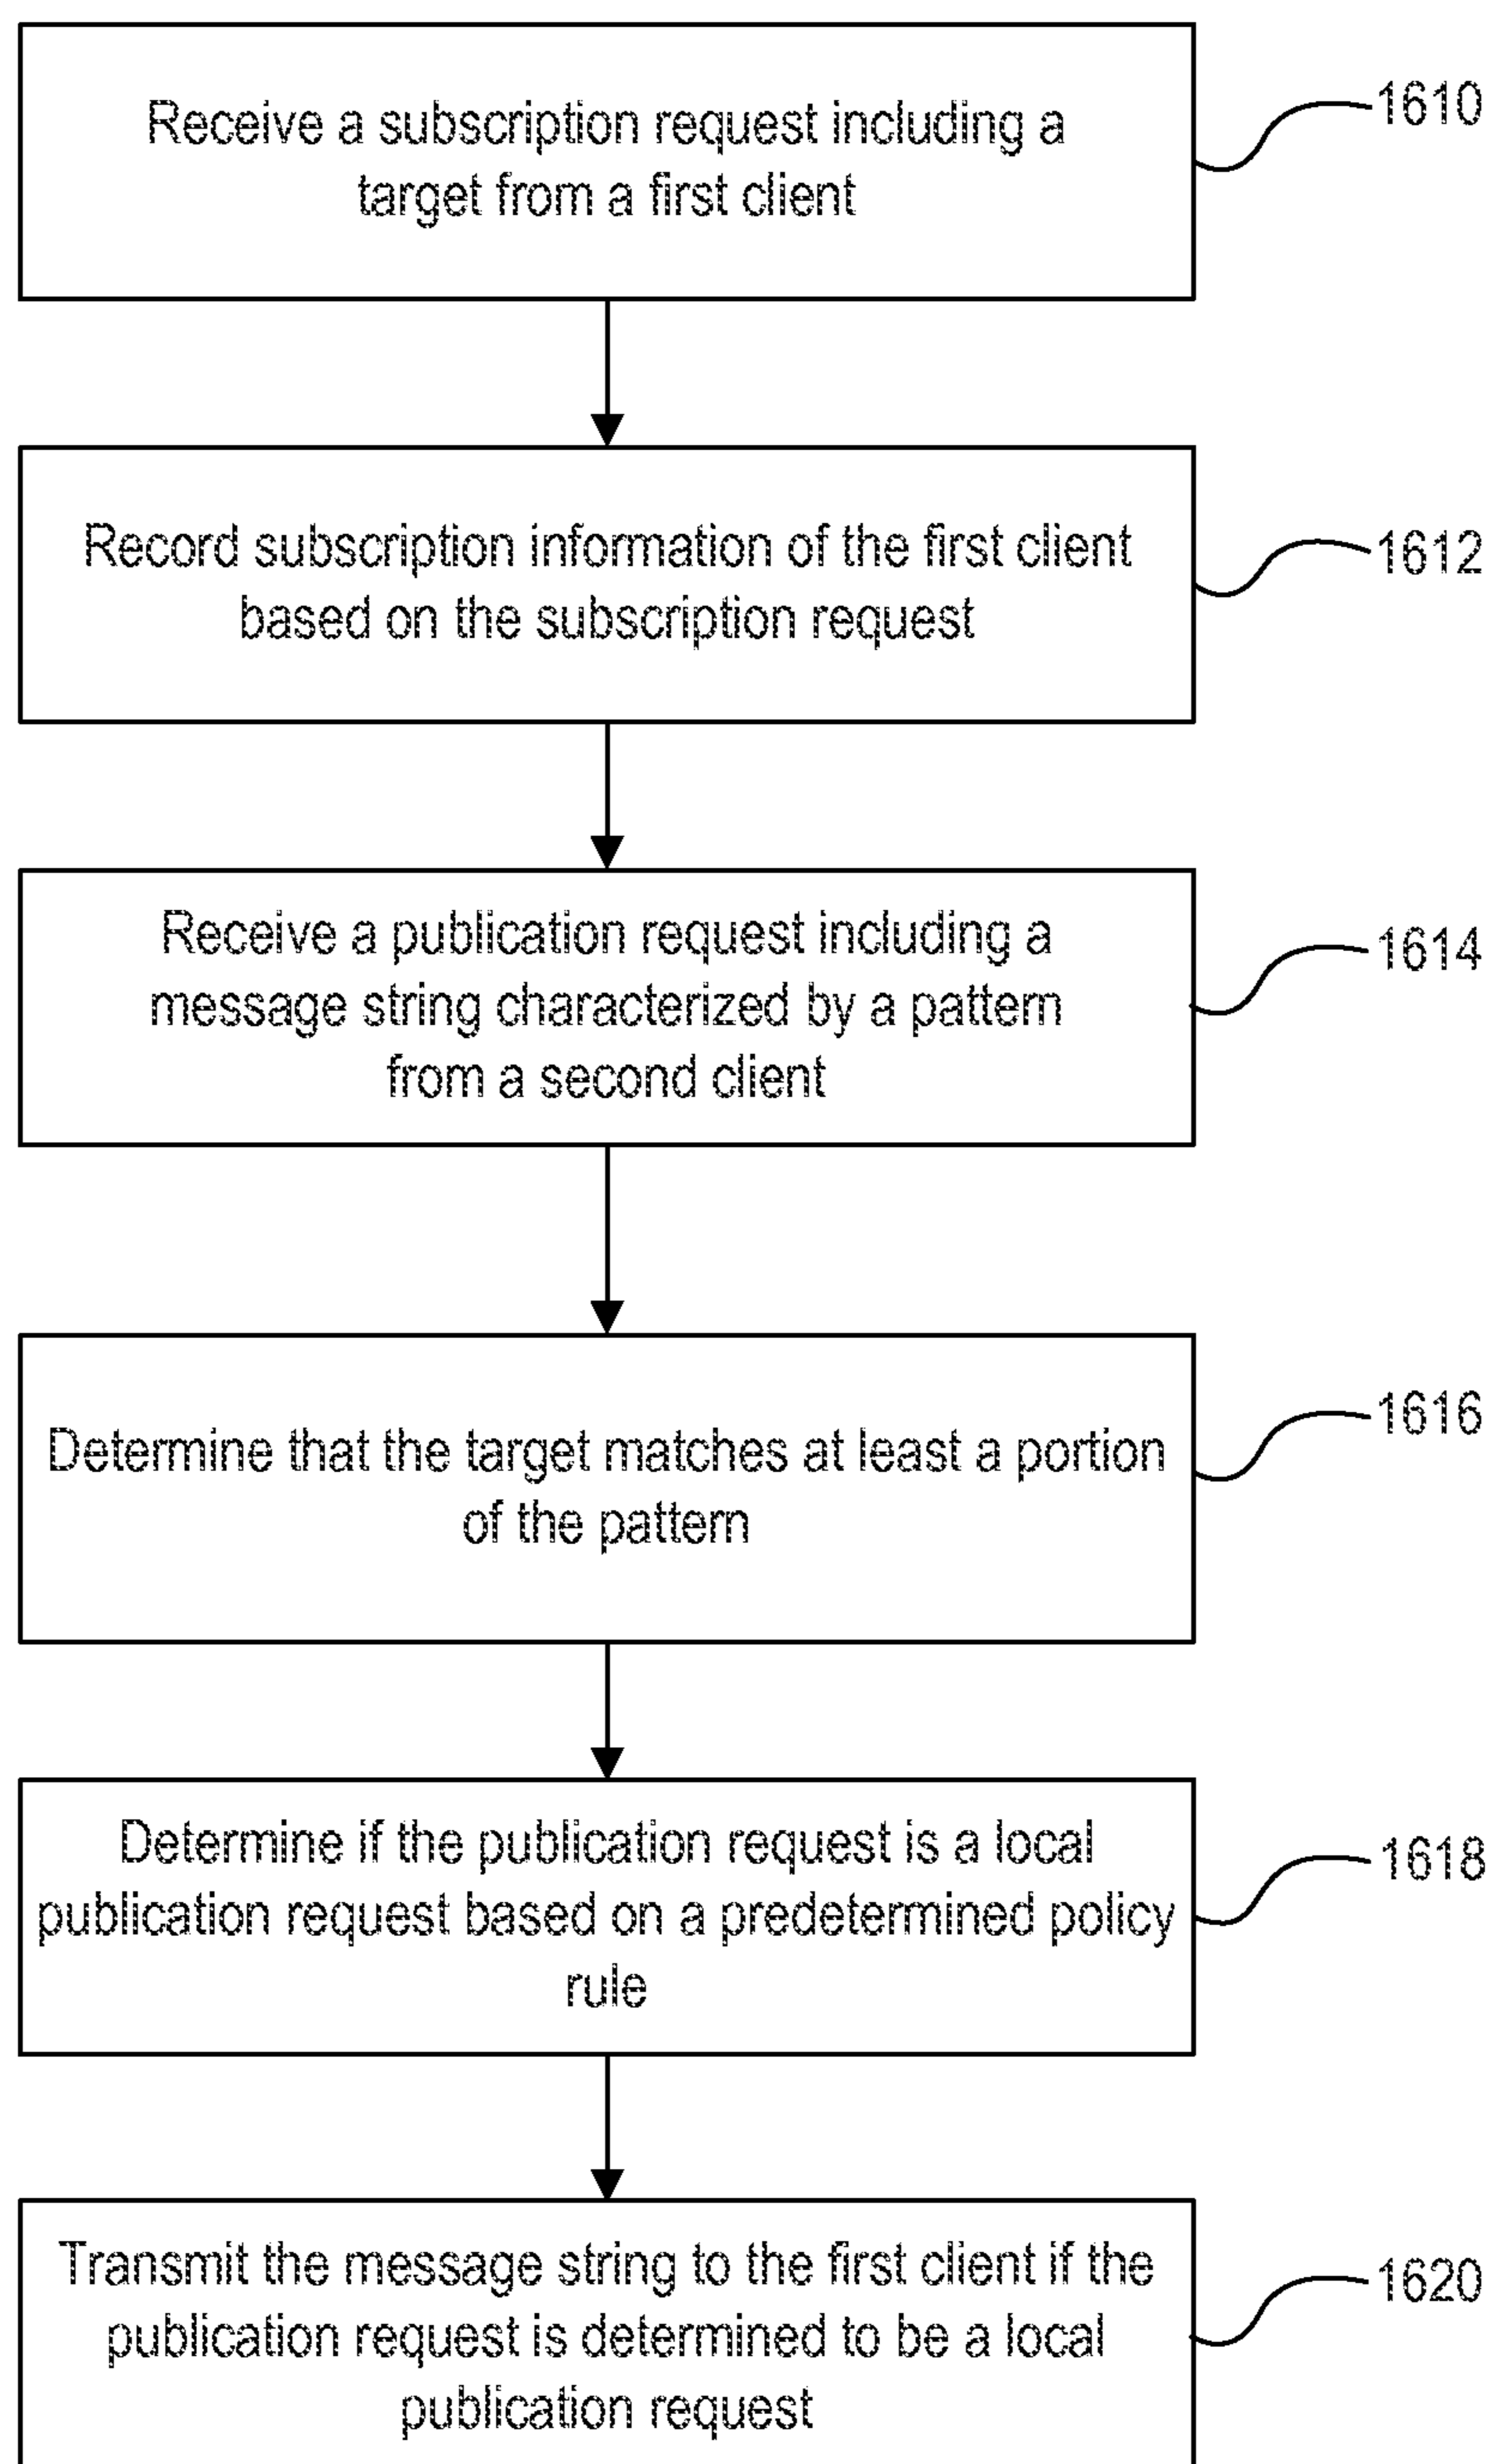 Receive a subscription request including a
target from a first client
1610
Record subscription information of the first client
based on the subscription request
1612
Receive a publication request including a
message string characterized by a pattern
from a second client
1614
Determine that the target matches at least a portion
of the pattern
1616
Determine if the publication request is a local
publication request based on a predetermined policy
rule
1618
Transmit the message string to the first client if the
publication request is determined to be a local
publication request
1620